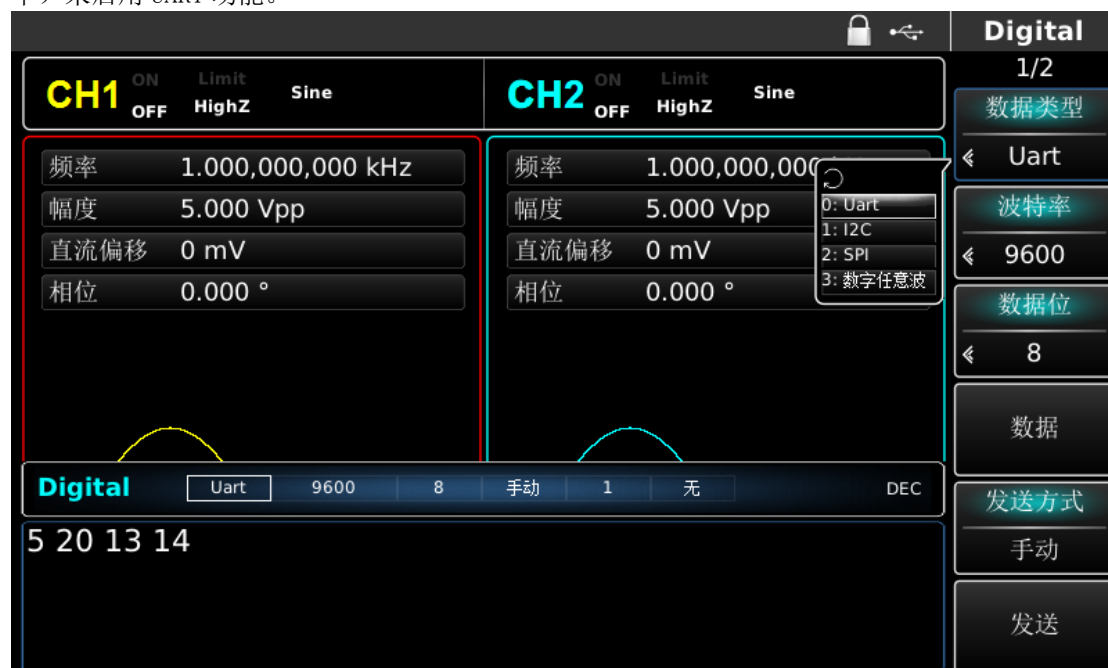 Digital
1/2
CH1 ON OFF Limit HighZ Sine
CH2 ON OFF Limit HighZ Sine
频率 1.000,000,000 kHz
幅度 5.000 Vpp
直流偏移 0 mV
相位 0.000 °
频率 1.000,000,000
幅度 5.000 Vpp
直流偏移 0 mV
相位 0.000 °
0: Uart
1: I2C
2: SPI
3: 数字任意波
数据类型
Uart
波特率
9600
数据位
8
数据
发送方式
手动
发送
Digital Uart 9600 8 手动 1 无 DEC
5 20 13 14